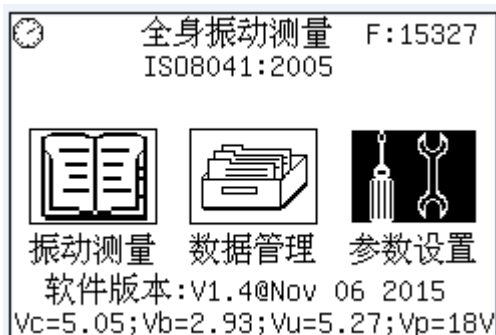 全身振动测量 F:15327
ISO8041:2005
振动测量 数据管理 参数设置
软件版本:V1.4@Nov 06 2015
Vc=5.05;Vb=2.93;Vu=5.27;Vp=18V